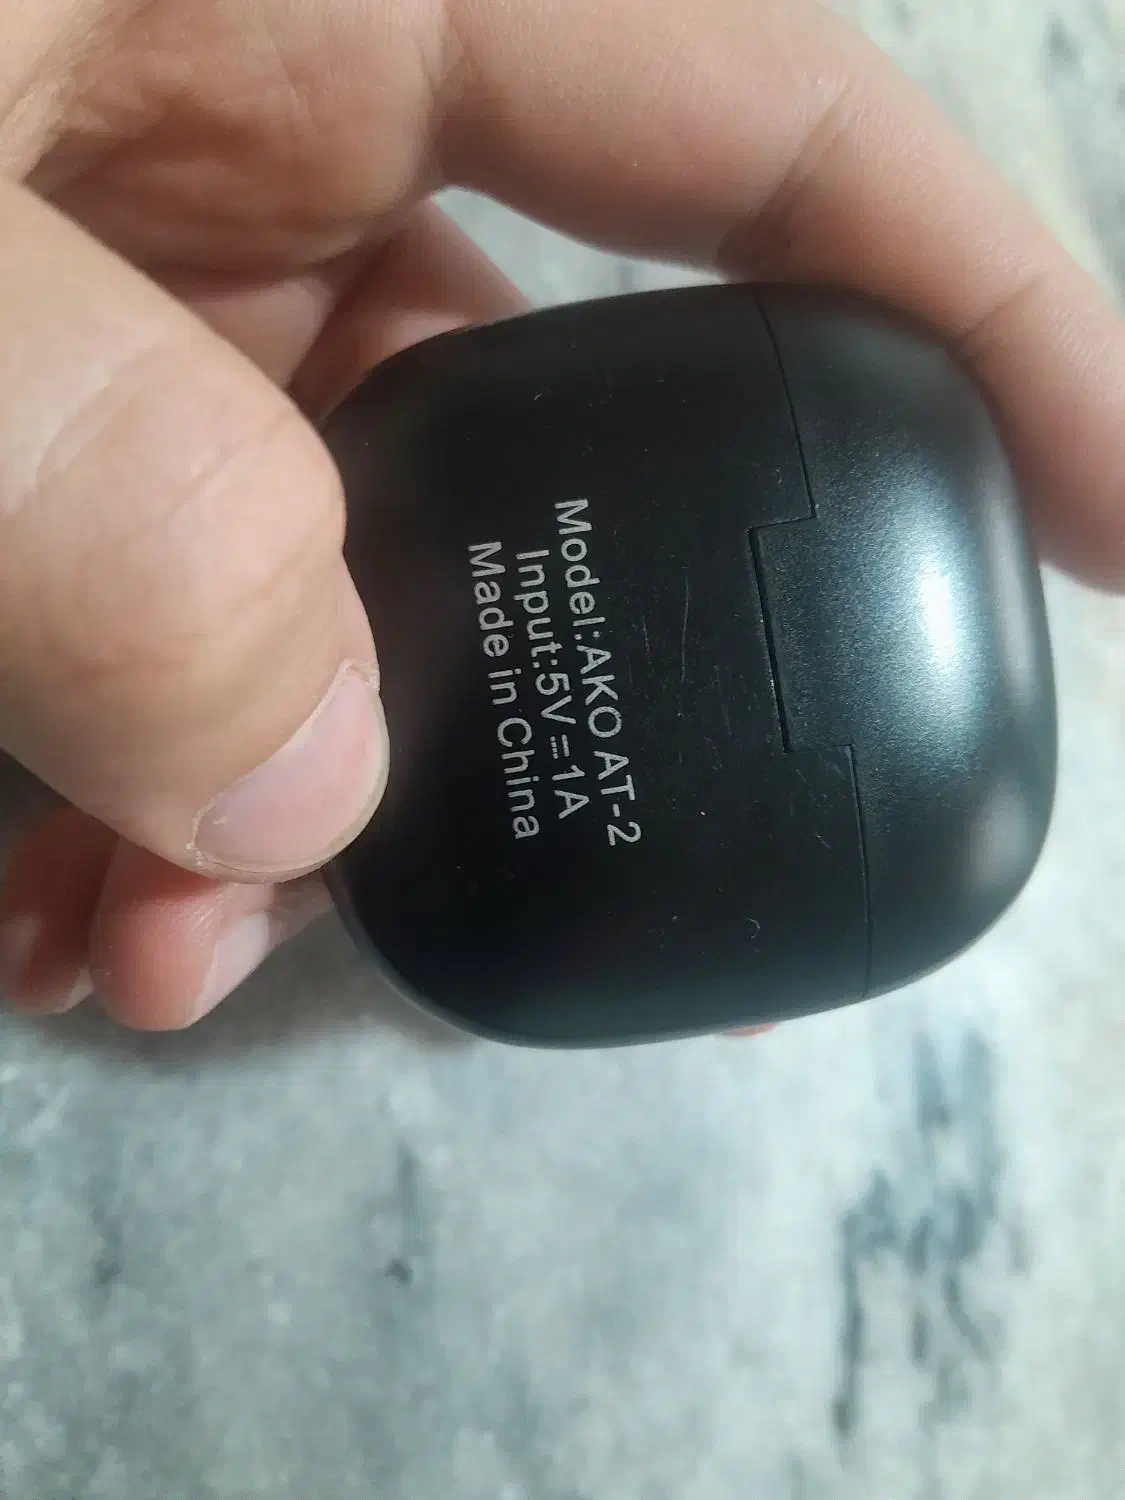 Model:AKO AT-2
Input:5V⎓1A
Made in China